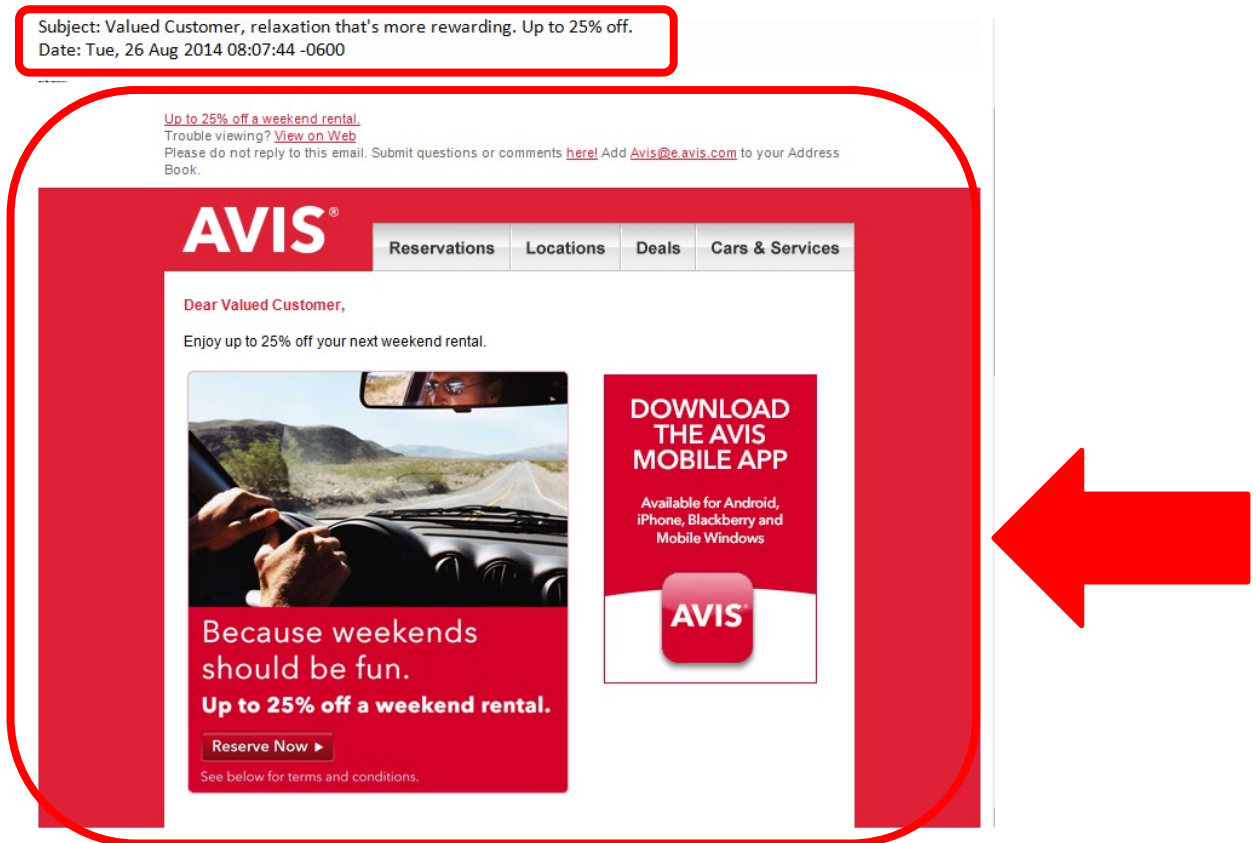 Subject: Valued Customer, relaxation that's more rewarding. Up to 25% off.
Date: Tue, 26 Aug 2014 08:07:44 -0600
Up to 25% off a weekend rental.
Trouble viewing? View on Web
Please do not reply to this email. Submit questions or comments here! Add Avis@e.avis.com to your Address
Book.
AVIS®
Reservations Locations Deals Cars & Services
Dear Valued Customer,
Enjoy up to 25% off your next weekend rental.
Because weekends
should be fun.
Up to 25% off a weekend rental.
Reserve Now
See below for terms and conditions.
DOWNLOAD
THE AVIS
MOBILE APP
Available for Android,
iPhone, Blackberry and
Mobile Windows
AVIS